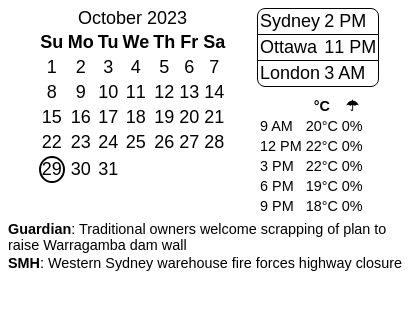 October 2023
Su Mo Tu We Th Fr Sa
1 2 3 4 5 6 7
8 9 10 11 12 13 14
15 16 17 18 19 20 21
22 23 24 25 26 27 28
29 30 31
Sydney 2 PM
Ottawa 11 PM
London 3 AM
°C ☂
9 AM 20°C 0%
12 PM 22°C 0%
3 PM 22°C 0%
6 PM 19°C 0%
9 PM 18°C 0%
Guardian: Traditional owners welcome scrapping of plan to
raise Warragamba dam wall
SMH: Western Sydney warehouse fire forces highway closure